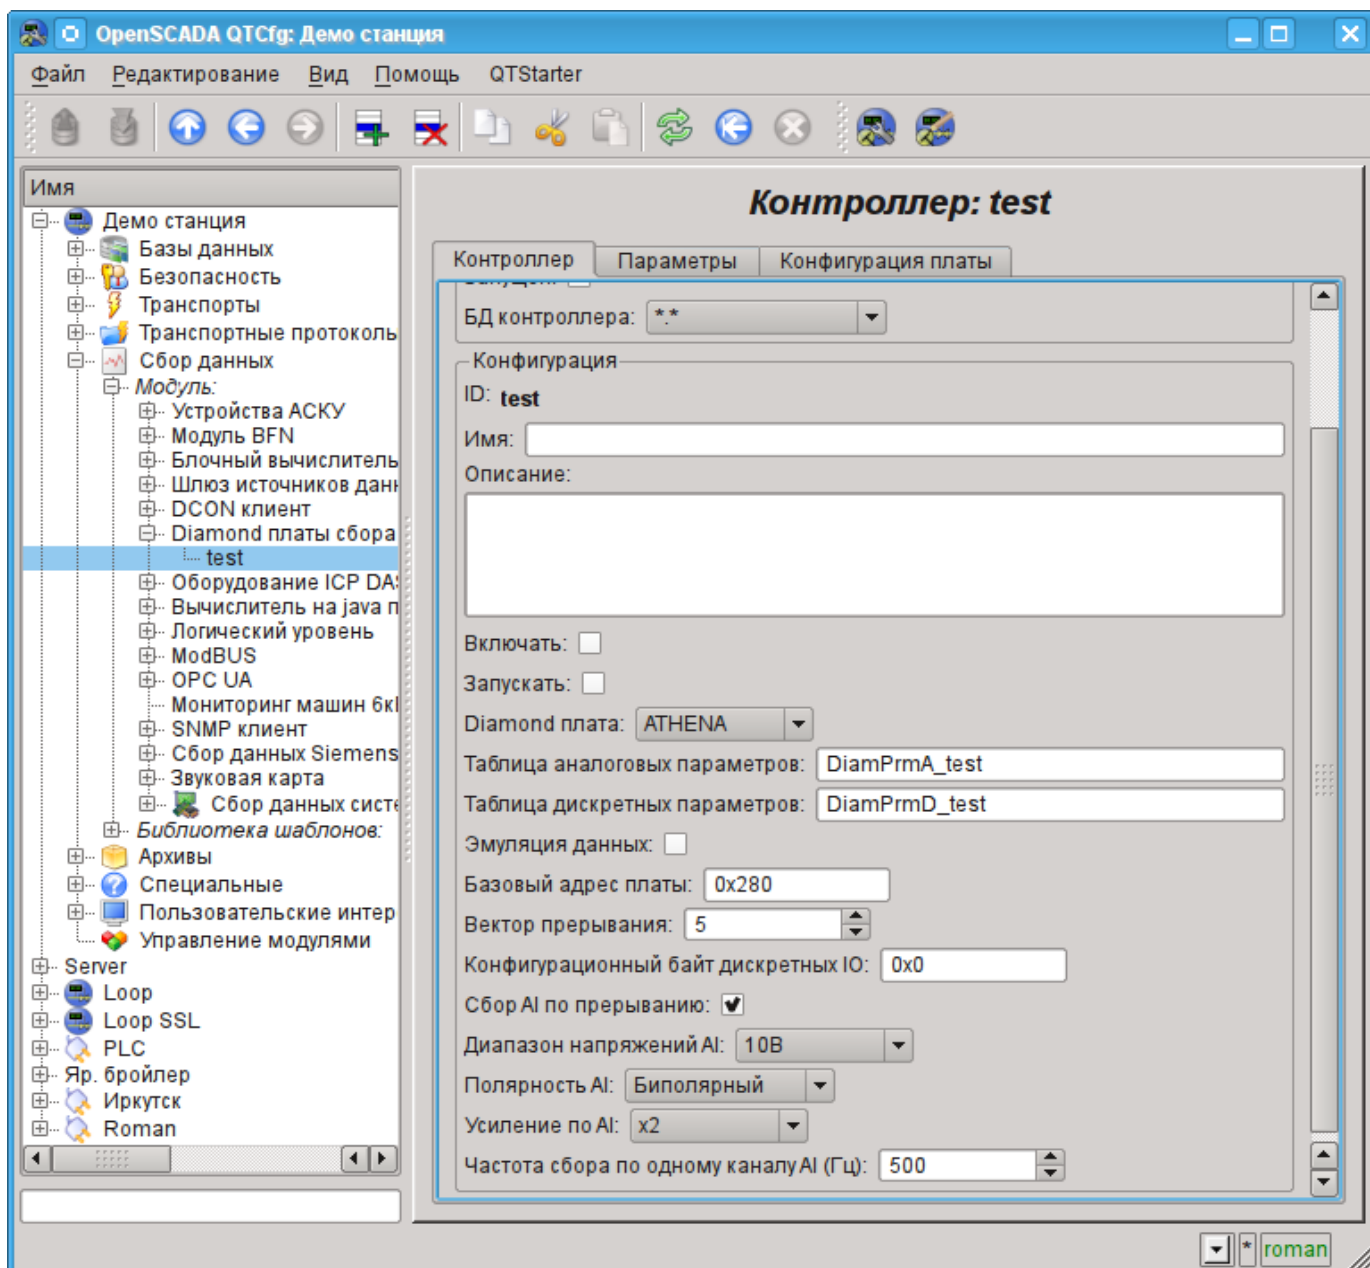 OpenSCADA QTCfg: Демо станция
Файл Редактирование Вид Помощь QTStarter
Имя
Демо станция
Базы данных
Безопасность
Транспорты
Транспортные протоколы
Сбор данных
Модуль:
Устройства АСКУ
Модуль BFN
Блочный вычислитель
Шлюз источников данн
DCON клиент
Diamond платы сбора
test
Оборудование ICP DAS
Вычислитель на java п
Логический уровень
ModBUS
OPC UA
Мониторинг машин 6кl
SNMP клиент
Сбор данных Siemens
Звуковая карта
Сбор данных систе
Библиотека шаблонов:
Архивы
Специальные
Пользовательские интер
Управление модулями
Server
Loop
Loop SSL
PLC
Яр. бройлер
Иркутск
Roman
Контроллер: test
Контроллер Параметры Конфигурация платы
Запущен:
БД контроллера: *.*
Конфигурация
ID: test
Имя:
Описание:
Включать:
Запускать:
Diamond плата: ATHENA
Таблица аналоговых параметров: DiamPrmA_test
Таблица дискретных параметров: DiamPrmD_test
Эмуляция данных:
Базовый адрес платы: 0x280
Вектор прерывания: 5
Конфигурационный байт дискретных IO: 0x0
Сбор AI по прерыванию:
Диапазон напряжений AI: 10В
Полярность AI: Биполярный
Усиление по AI: x2
Частота сбора по одному каналу AI (Гц): 500
* roman